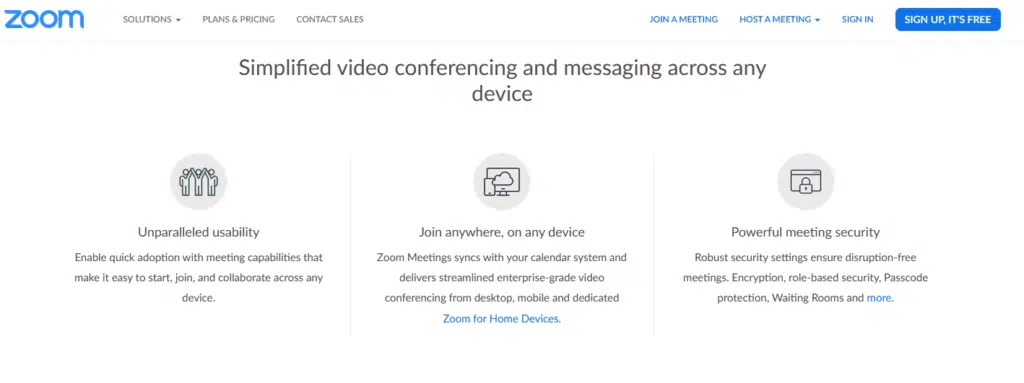 zoom
SOLUTIONS
PLANS & PRICING
CONTACT SALES
JOIN A MEETING
HOST A MEETING
SIGN IN
SIGN UP, IT'S FREE
Simplified video conferencing and messaging across any
device
Unparalleled usability
Enable quick adoption with meeting capabilities that
make it easy to start, join, and collaborate across any
device.
Join anywhere, on any device
Zoom Meetings syncs with your calendar system and
delivers streamlined enterprise-grade video
conferencing from desktop, mobile and dedicated
Zoom for Home Devices.
Powerful meeting security
Robust security settings ensure disruption-free
meetings. Encryption, role-based security, Passcode
protection, Waiting Rooms and more.